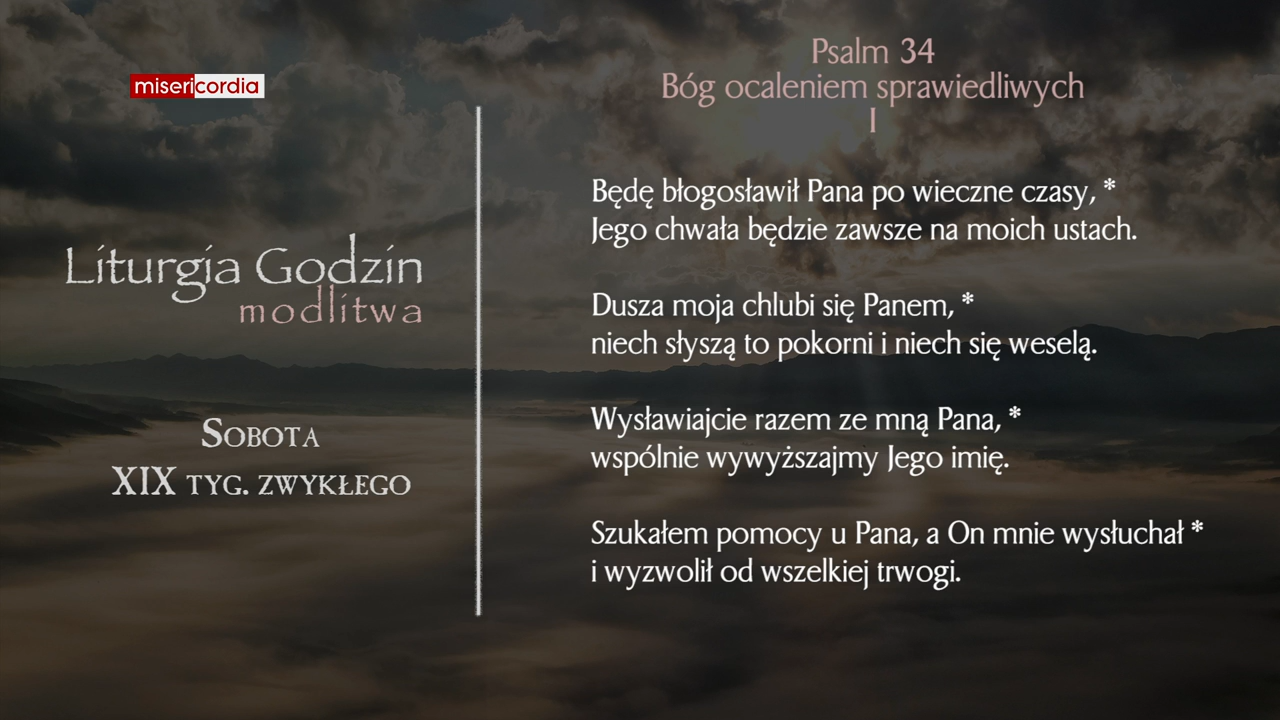 misericordia
Liturgia Godzin
modlitwa
Sobota
XIX tyg. zwykłego
Psalm 34
Bóg ocaleniem sprawiedliwych
I
Będę błogosławił Pana po wieczne czasy, *
Jego chwała będzie zawsze na moich ustach.
Dusza moja chlubi się Panem, *
niech słyszą to pokorni i niech się weselą.
Wysławiajcie razem ze mną Pana, *
wspólnie wywyższajmy Jego imię.
Szukałem pomocy u Pana, a On mnie wysłuchał *
i wyzwolił od wszelkiej trwogi.